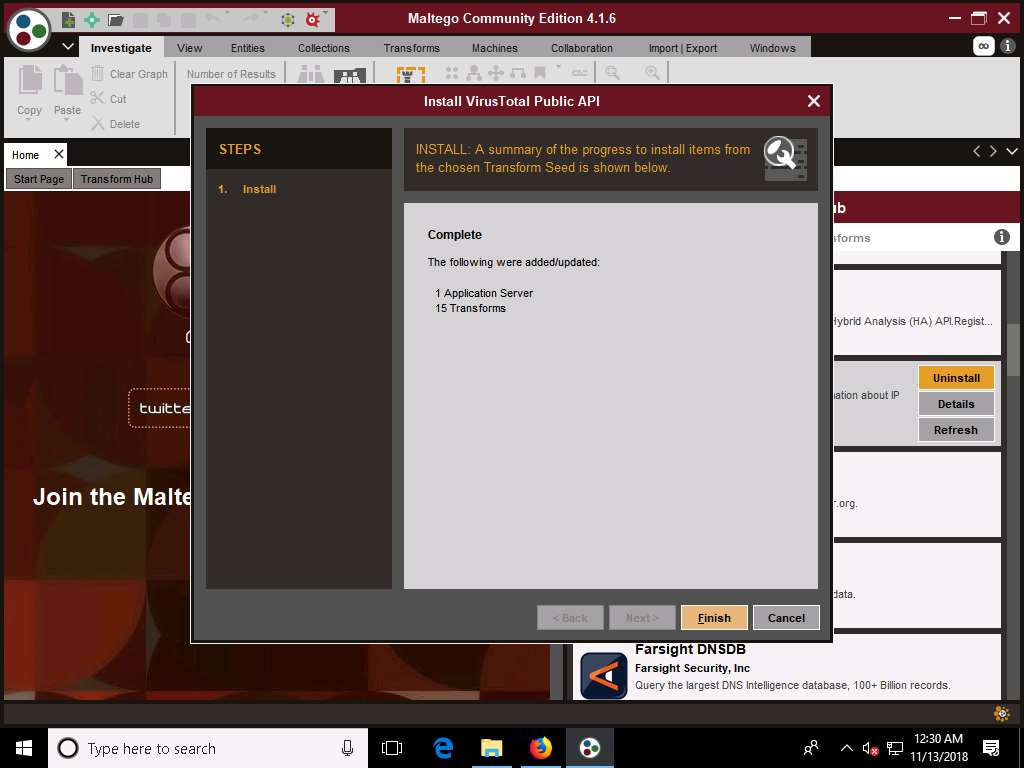 Maltego Community Edition 4.1.6
Investigate View Entities Collections Transforms Machines Collaboration Import | Export Windows
Copy
Paste
Clear Graph
Cut
Delete
Number of Results
Install VirusTotal Public API
Home
Start Page Transform Hub
STEPS
1. Install
INSTALL: A summary of the progress to install items from
the chosen Transform Seed is shown below.
Complete
The following were added/updated:
1 Application Server
15 Transforms
< Back Next > Finish Cancel
Hybrid Analysis (HA) API.Regist...
about IP
Uninstall
Details
Refresh
.org.
data.
Join the Malte
Farsight DNSDB
Farsight Security, Inc
Query the largest DNS Intelligence database, 100+ Billion records.
Type here to search
12:30 AM
11/13/2018